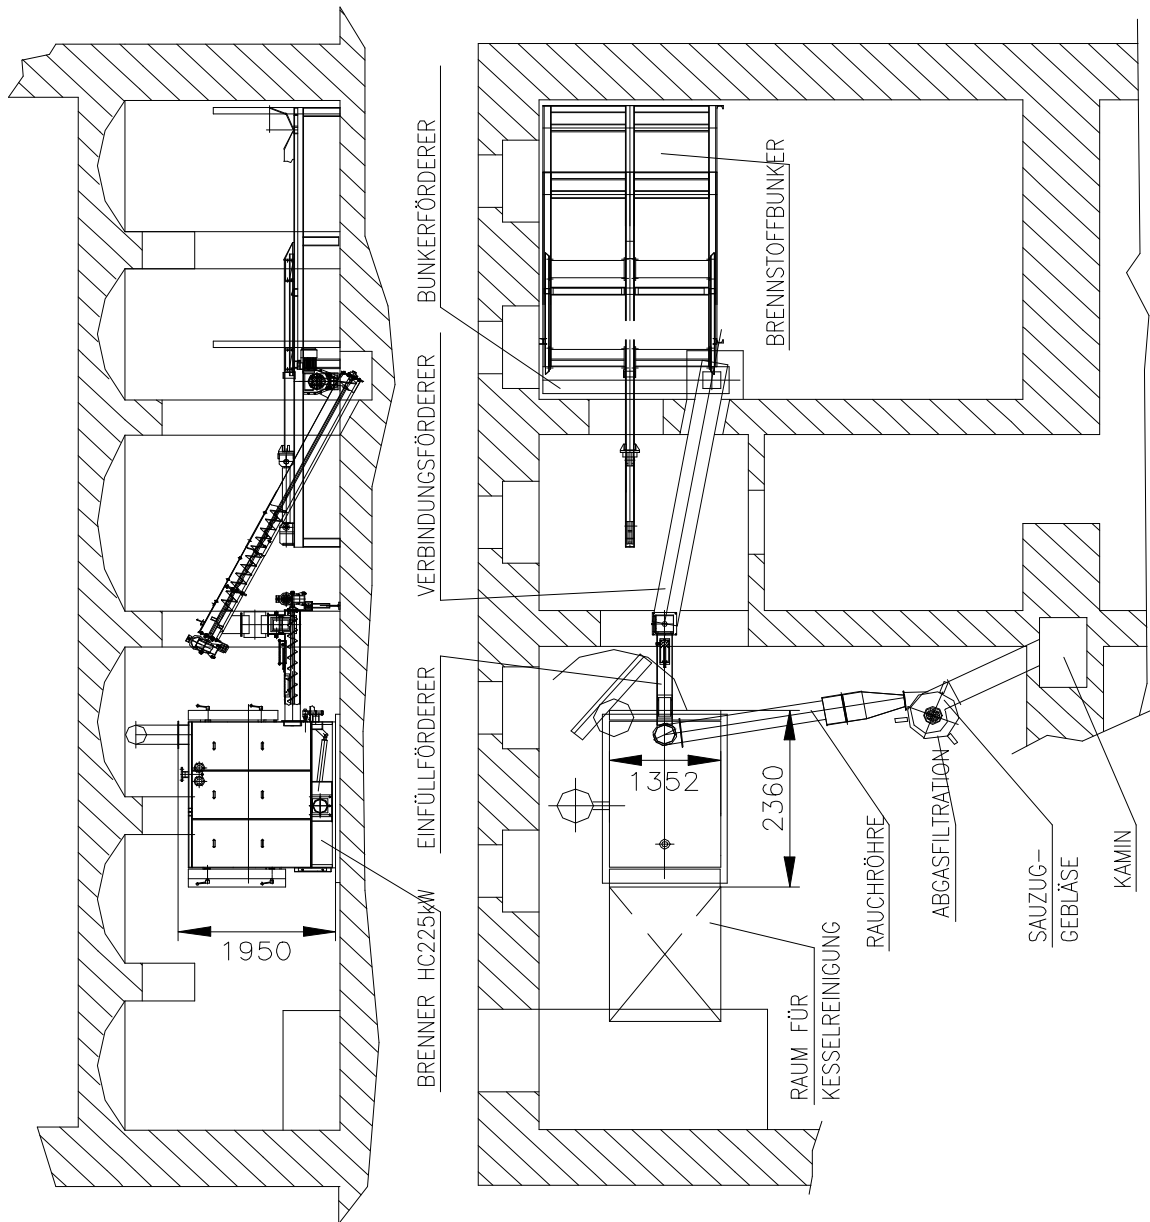 BUNKERFÖRDERER
VERBINDUNGSFÖRDERER
EINFÜLLFÖRDERER
BRENNER HC225kW
BRENNSTOFFBUNKER
1950
1352
2360
RAUM FÜR
KESSELREINIGUNG
RAUCHRÖHRE
ABGASFILTRATION
SAUZUG-
GEBLÄSE
KAMIN